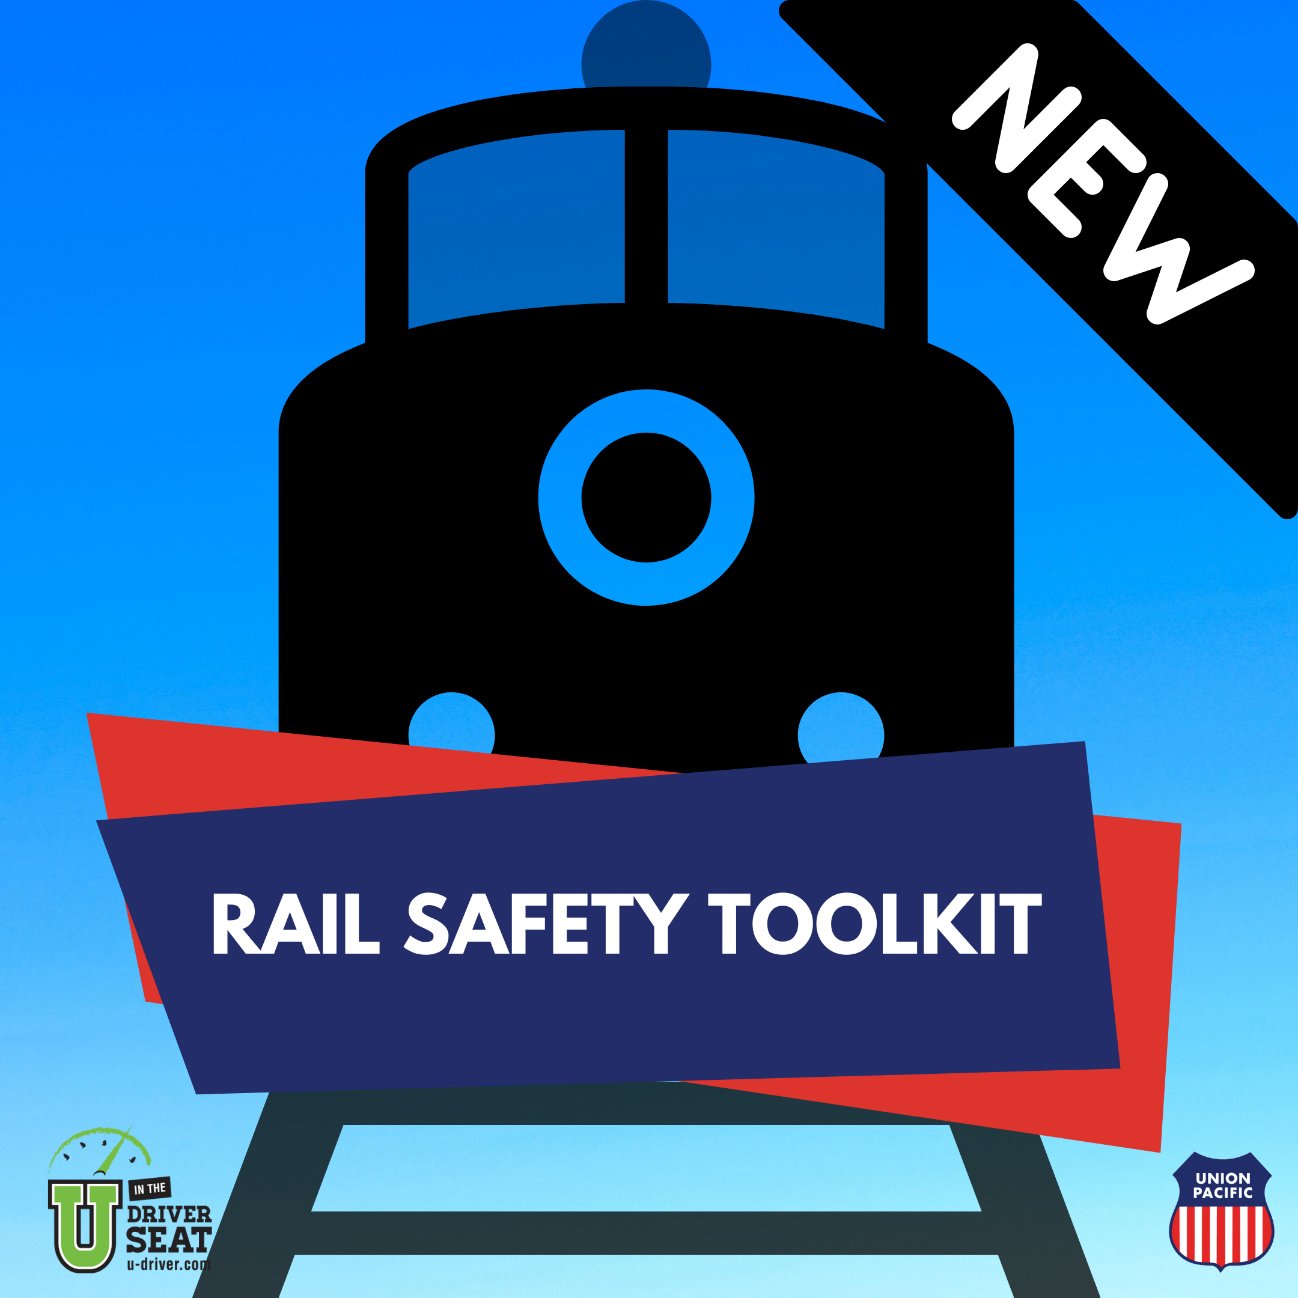 NEW
RAIL SAFETY TOOLKIT
U IN THE
DRIVER
SEAT
u-driver.com
UNION
PACIFIC